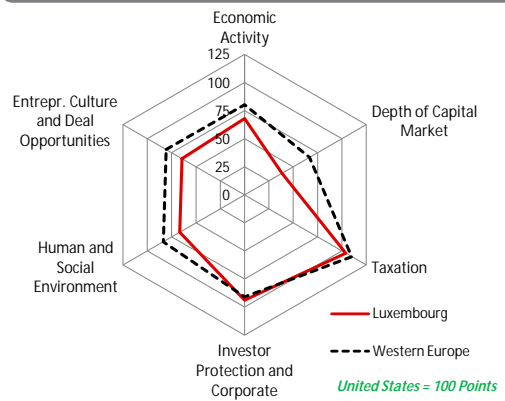 Economic
Activity
125
100
75
50
25
0
Entrepr. Culture
and Deal
Opportunities
Depth of Capital
Market
Human and
Social
Environment
Taxation
Luxembourg
Investor
Protection and
Corporate
Western Europe
United States = 100 Points